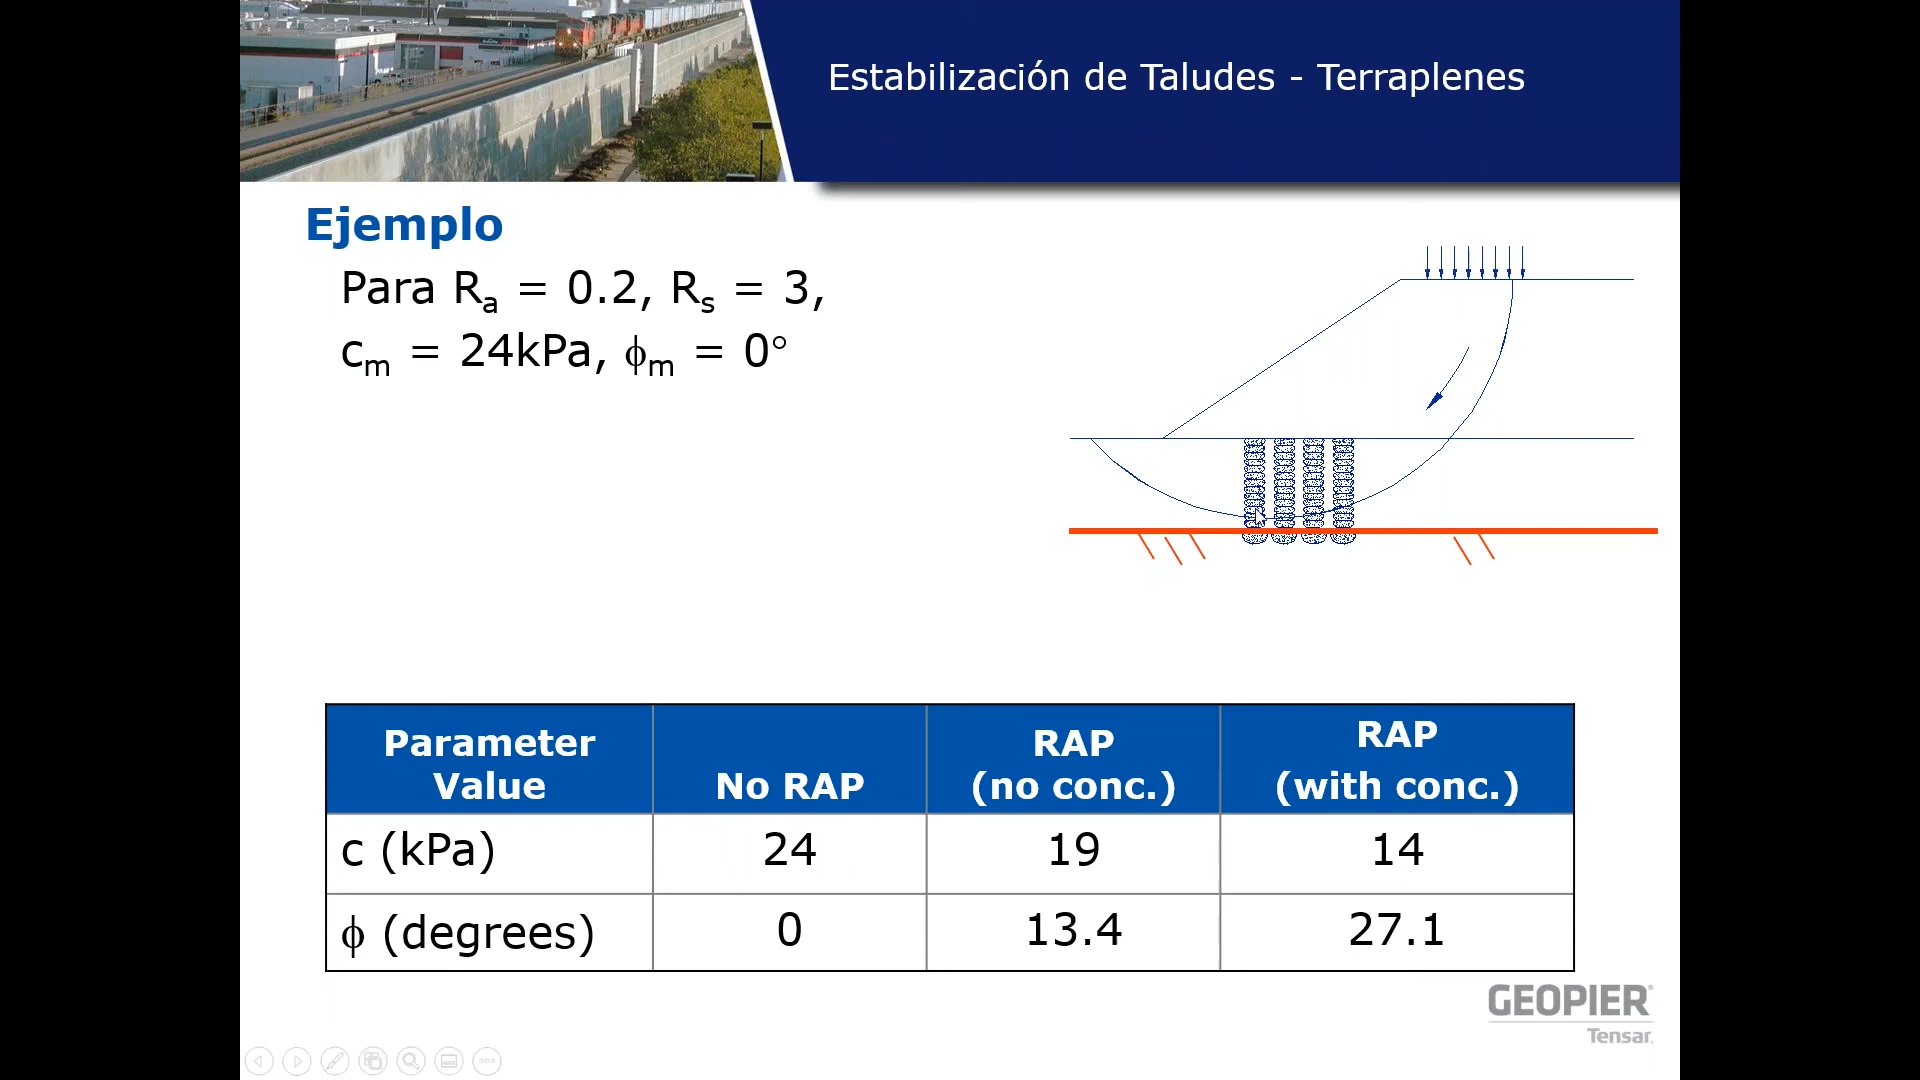 Estabilización de Taludes - Terraplenes
Ejemplo
Para Ra = 0.2, Rs = 3,
cm = 24kPa, ϕm = 0°
Parameter Value
No RAP
RAP (no conc.)
RAP (with conc.)
c (kPa) 24 19 14
ϕ (degrees) 0 13.4 27.1
GEOPIER®
Tensar.